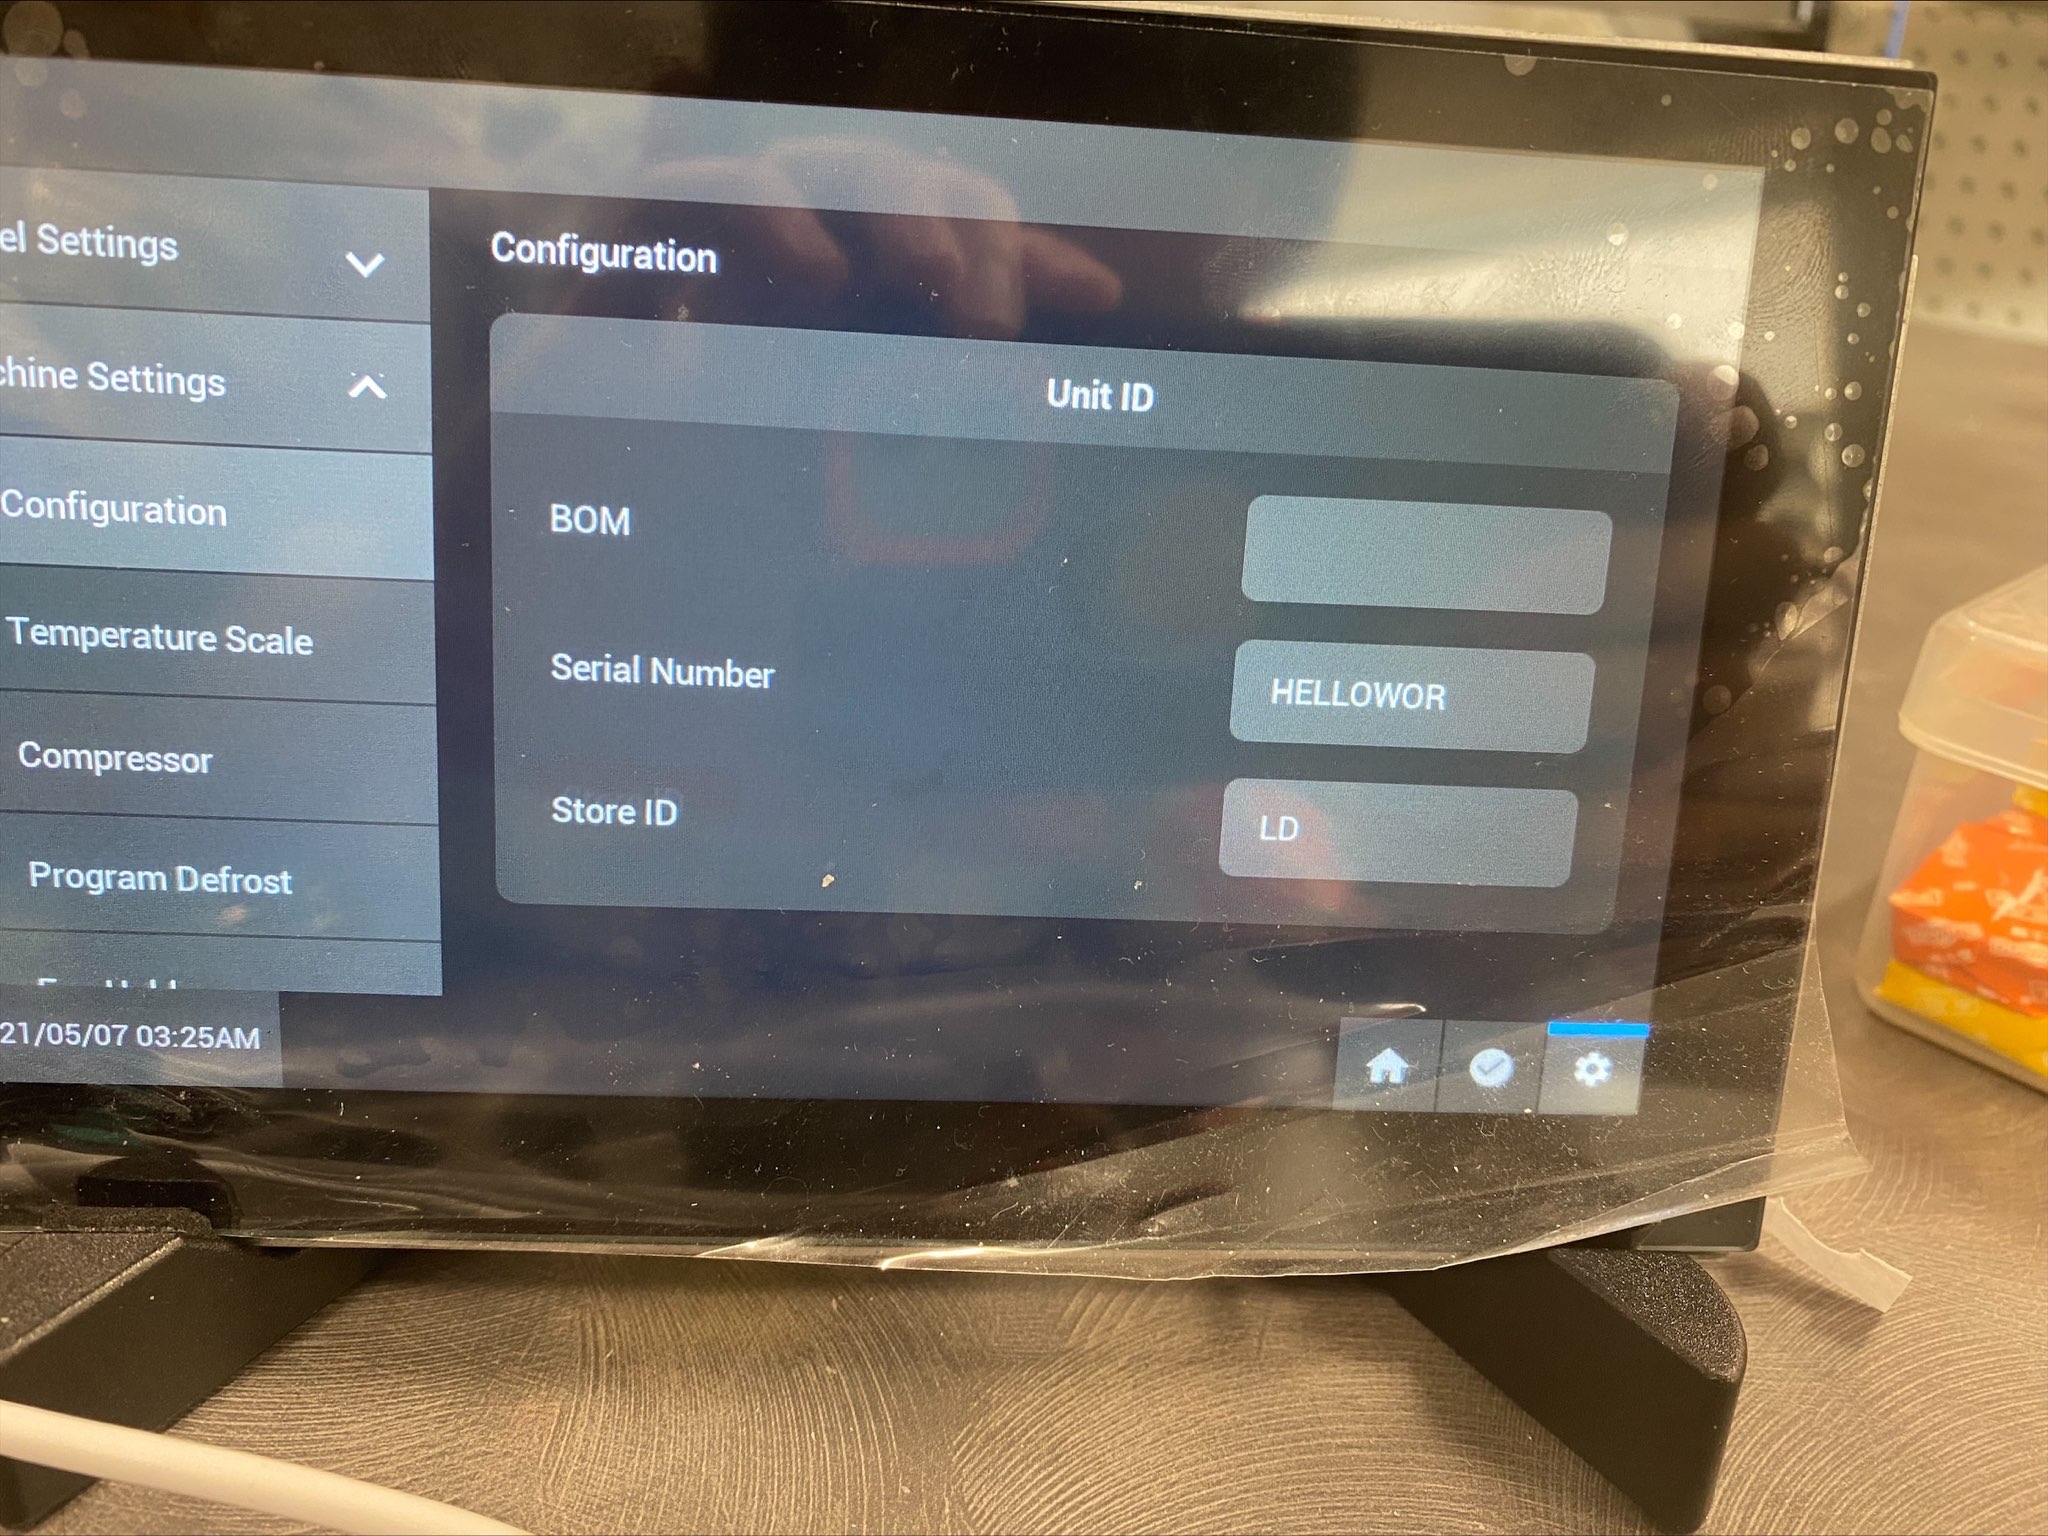 el Settings
chine Settings
Configuration
Temperature Scale
Compressor
Program Defrost
21/05/07 03:25AM
Configuration
Unit ID
BOM
Serial Number HELLOWOR
Store ID LD